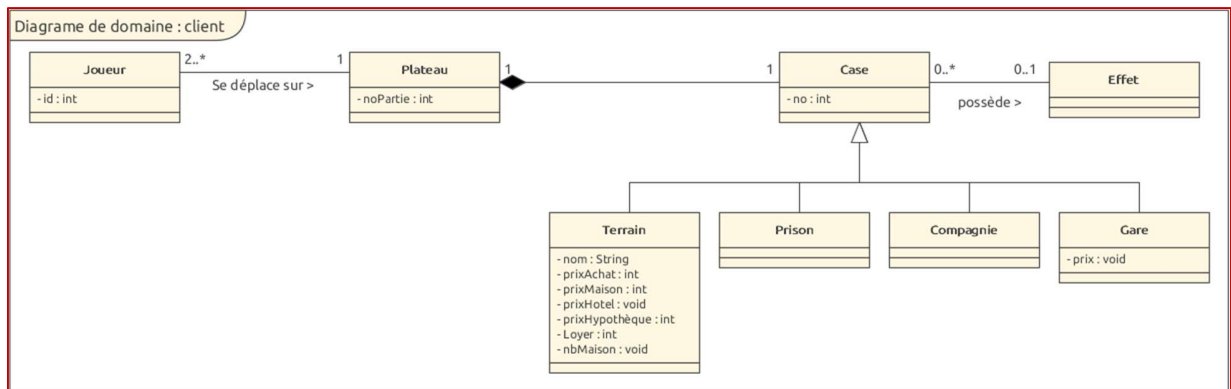 Diagrame de domaine : client
Joueur
- id : int
2..*
1
Se déplace sur >
Plateau
- noPartie : int
1
1
Case
- no : int
0..*
0..1
possède >
Effet
Terrain
- nom : String
- prixAchat : int
- prixMaison : int
- prixHotel : void
- prixHypothèque : int
- Loyer : int
- nbMaison : void
Prison
Compagnie
Gare
- prix : void